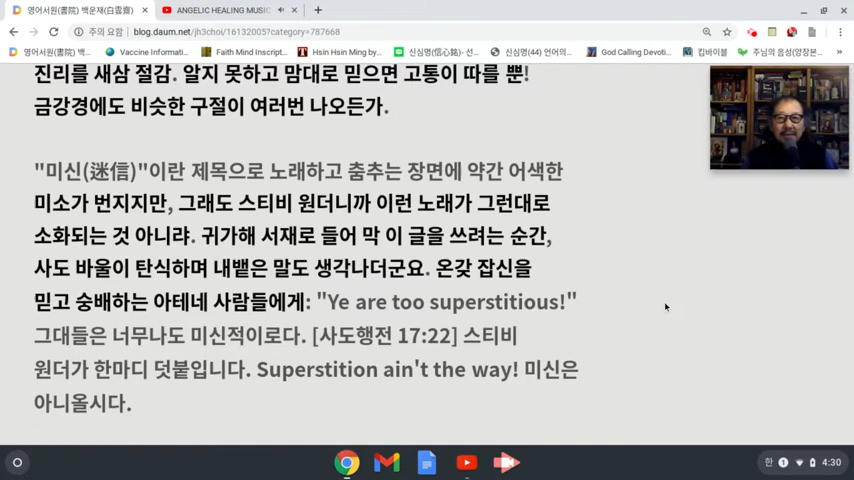 영어서원(書院) 백운재(白雲齋)
ANGELIC HEALING MUSIC
주의 요함
blog.daum.net/jh3choi/16132005?category=787668
영어서원(書院) 백운재(白
Vaccine Informati...
Faith Mind Inscript...
Hsin Hsin Ming by...
신심명(信心銘)...
신심명(44) 언어의...
God Calling Devoti...
킵바이블
주님의 음성(양장본...
진리를 새삼 절감. 알지 못하고 맘대로 믿으면 고통이 따를 뿐!
금강경에도 비슷한 구절이 여러번 나오든가.
"미신(迷信)"이란 제목으로 노래하고 춤추는 장면에 약간 어색한
미소가 번지지만, 그래도 스티비 원더니까 이런 노래가 그런대로
소화되는 것 아니랴. 귀가해 서재로 들어 막 이 글을 쓰려는 순간,
사도 바울이 탄식하며 내뱉은 말도 생각나더군요. 온갖 잡신을
믿고 숭배하는 아테네 사람들에게: "Ye are too superstitious!"
그대들은 너무나도 미신적이로다. [사도행전 17:22] 스티비
원더가 한마디 덧붙입니다. Superstition ain't the way! 미신은
아니올시다.
한
1
4:30